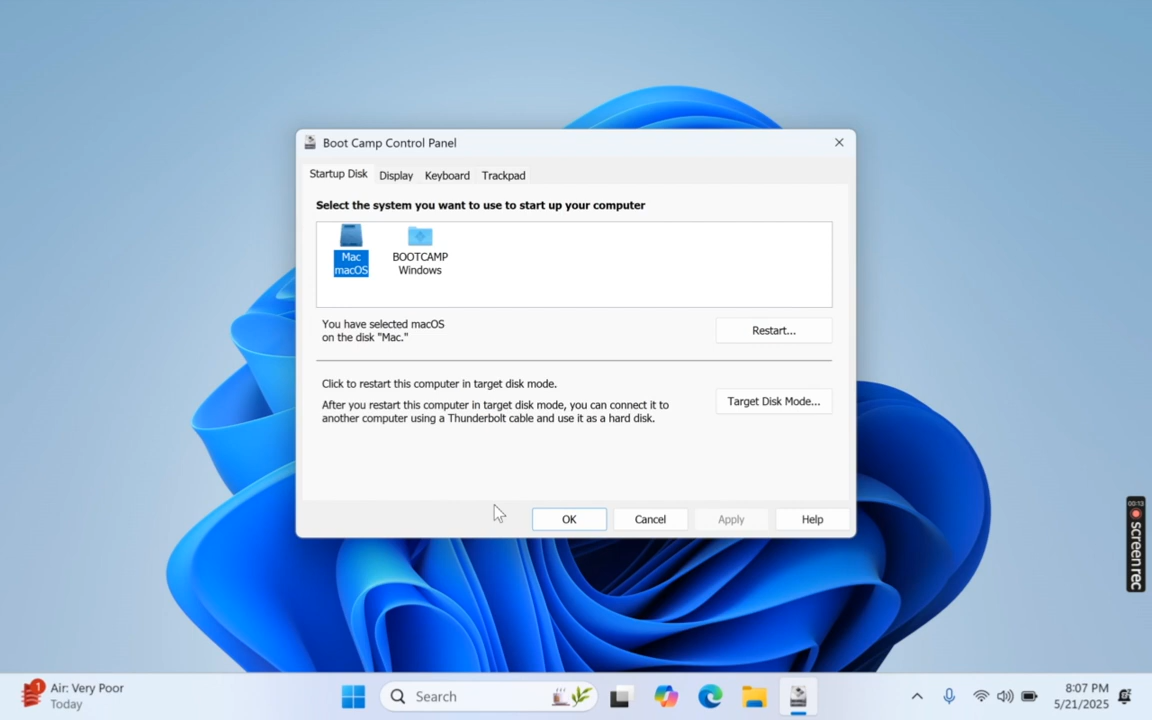 Boot Camp Control Panel
Startup Disk
Display
Keyboard
Trackpad
Select the system you want to use to start up your computer
Mac
macOS
BOOTCAMP
Windows
You have selected macOS
on the disk "Mac."
Restart...
Click to restart this computer in target disk mode.
After you restart this computer in target disk mode, you can connect it to
another computer using a Thunderbolt cable and use it as a hard disk.
Target Disk Mode...
OK
Cancel
Apply
Help
00:13
screenrec
1
Air: Very Poor
Today
Search
8:07 PM
5/21/2025